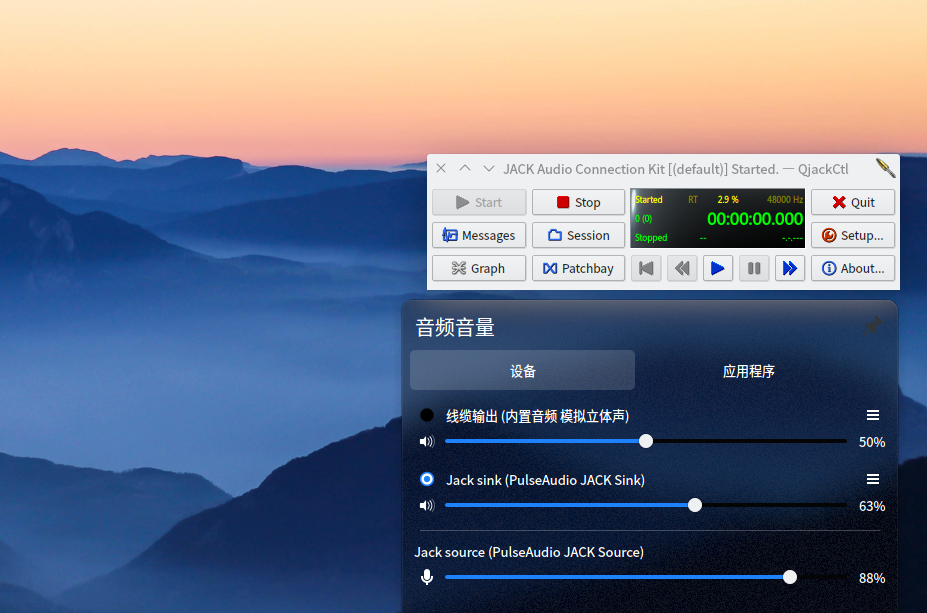 JACK Audio Connection Kit [(default)] Started. — QjackCtl
Start Stop Started RT 2.9 % 48000 Hz Quit
0 (0) 00:00:00.000
Messages Session Stopped -- -.-.--- Setup...
Graph Patchbay About...
音频音量
设备 应用程序
线缆输出 (内置音频 模拟立体声)
50%
Jack sink (PulseAudio JACK Sink)
63%
Jack source (PulseAudio JACK Source)
88%